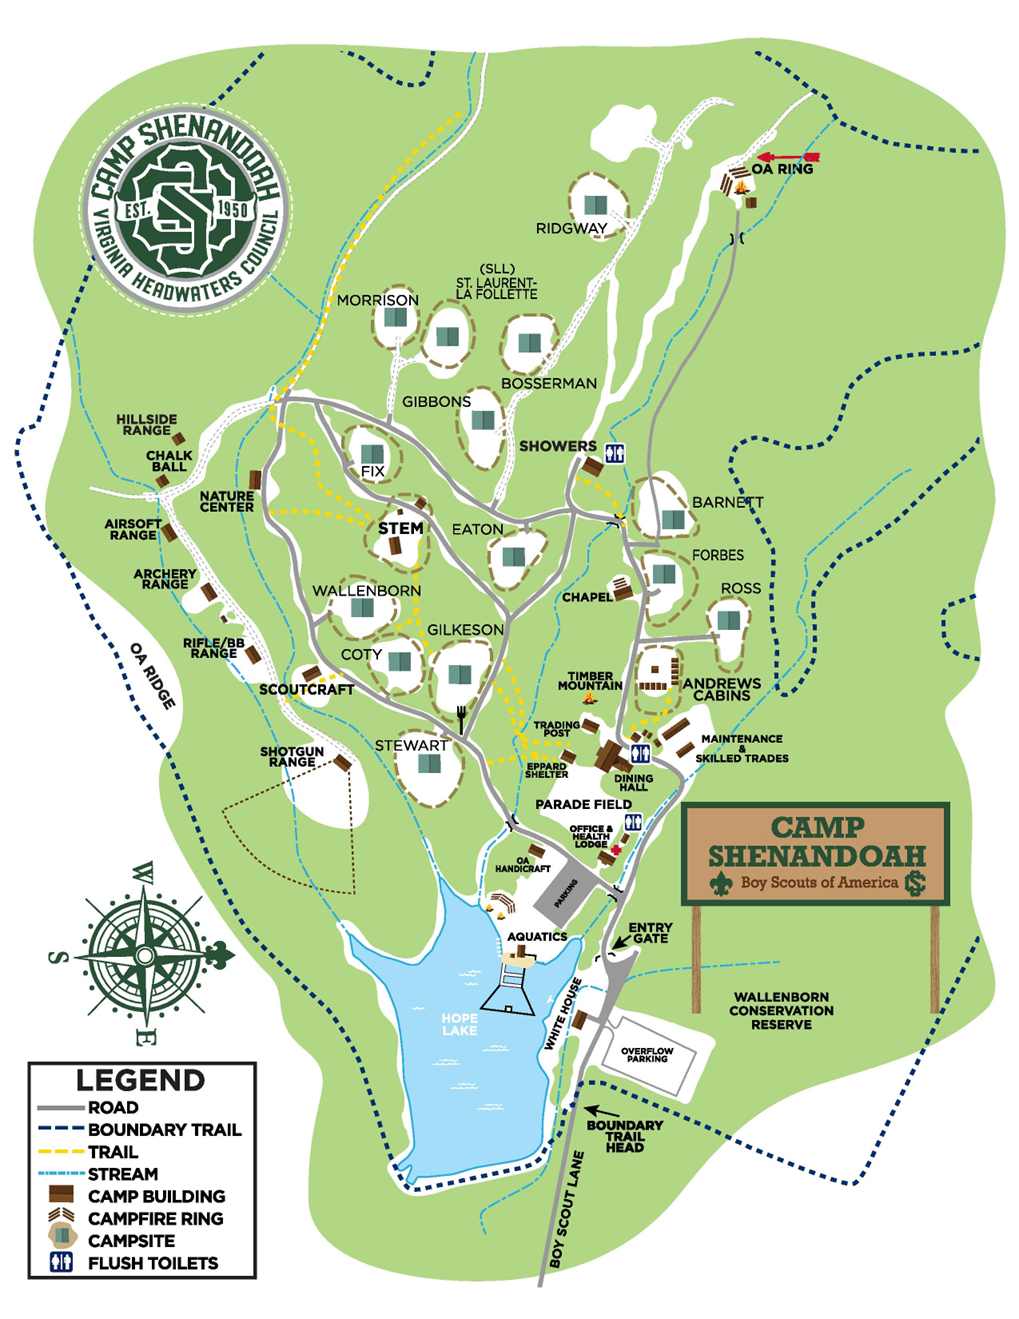 CAMP SHENANDOAH
EST. 1950
VIRGINIA HEADWATERS COUNCIL
OA RING
RIDGWAY
(SLL)
ST. LAURENT-
LA FOLLETTE
MORRISON
BOSSERMAN
GIBBONS
HILLSIDE
RANGE
CHALK
BALL
SHOWERS
FIX
NATURE
CENTER
BARNETT
AIRSOFT
RANGE
STEM
EATON
FORBES
ARCHERY
RANGE
WALLENBORN
CHAPEL
ROSS
GILKESON
RIFLE/BB
RANGE
COTY
OA RIDGE
SCOUTCRAFT
TIMBER
MOUNTAIN
ANDREWS
CABINS
TRADING
POST
STEWART
SHOTGUN
RANGE
MAINTENANCE
&
SKILLED TRADES
EPPARD
SHELTER
DINING
HALL
PARADE FIELD
OFFICE &
HEALTH
LODGE
OA
HANDICRAFT
PARKING
CAMP
SHENANDOAH
Boy Scouts of America
ENTRY
GATE
AQUATICS
W
S
N
E
HOPE
LAKE
WHITE HOUSE
WALLENBORN
CONSERVATION
RESERVE
OVERFLOW
PARKING
BOUNDARY
TRAIL
HEAD
BOY SCOUT LANE
LEGEND
ROAD
BOUNDARY TRAIL
TRAIL
STREAM
CAMP BUILDING
CAMPFIRE RING
CAMPSITE
FLUSH TOILETS